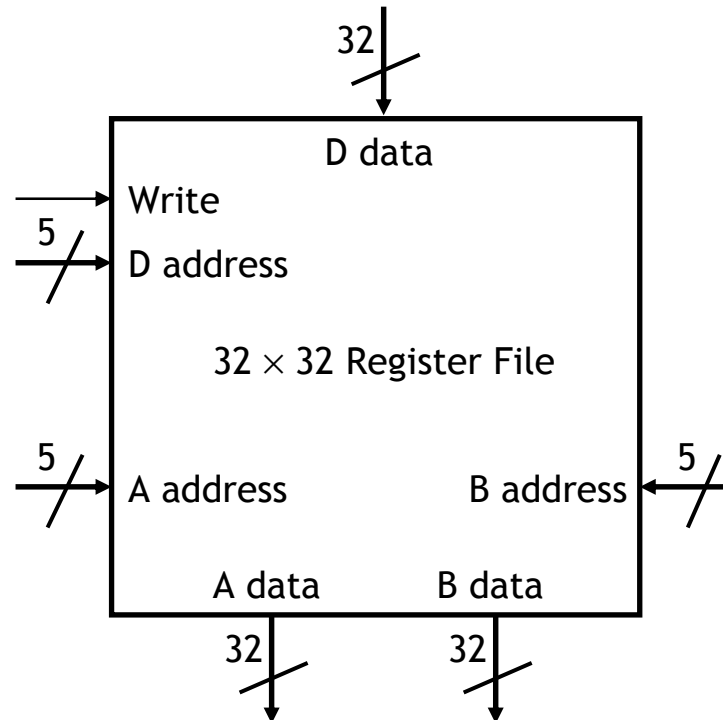 32
D data
Write
5
D address
32 × 32 Register File
5
5
A address
B address
A data
B data
32
32